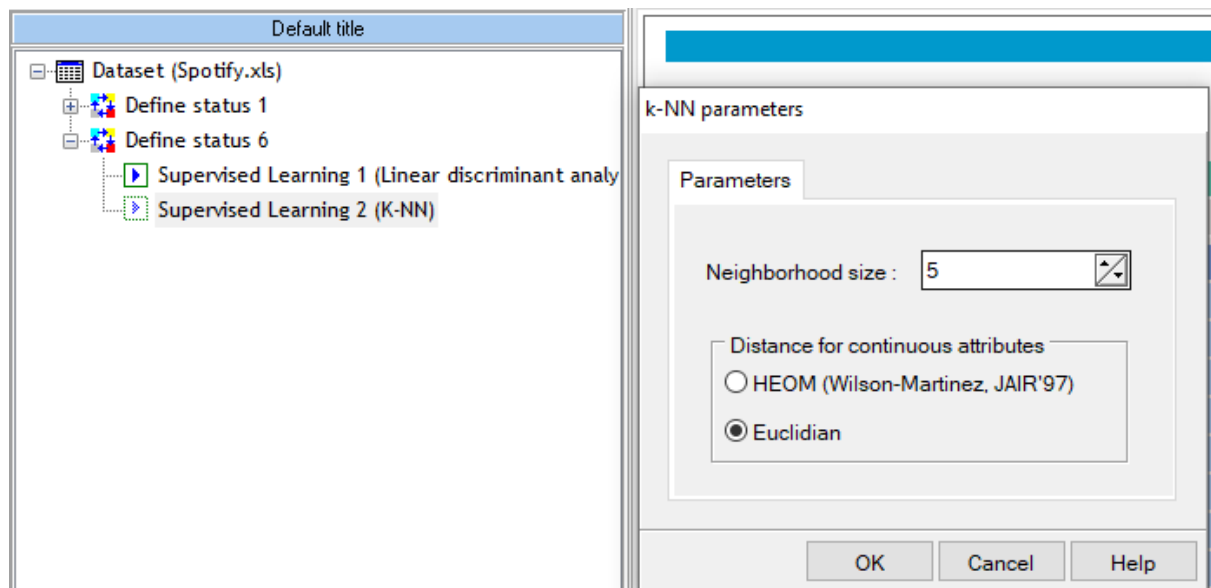 Default title
Dataset (Spotify.xls)
Define status 1
Define status 6
Supervised Learning 1 (Linear discriminant analy
Supervised Learning 2 (K-NN)
k-NN parameters
Parameters
Neighborhood size :
5
Distance for continuous attributes
HEOM (Wilson-Martinez, JAIR'97)
Euclidian
OK
Cancel
Help